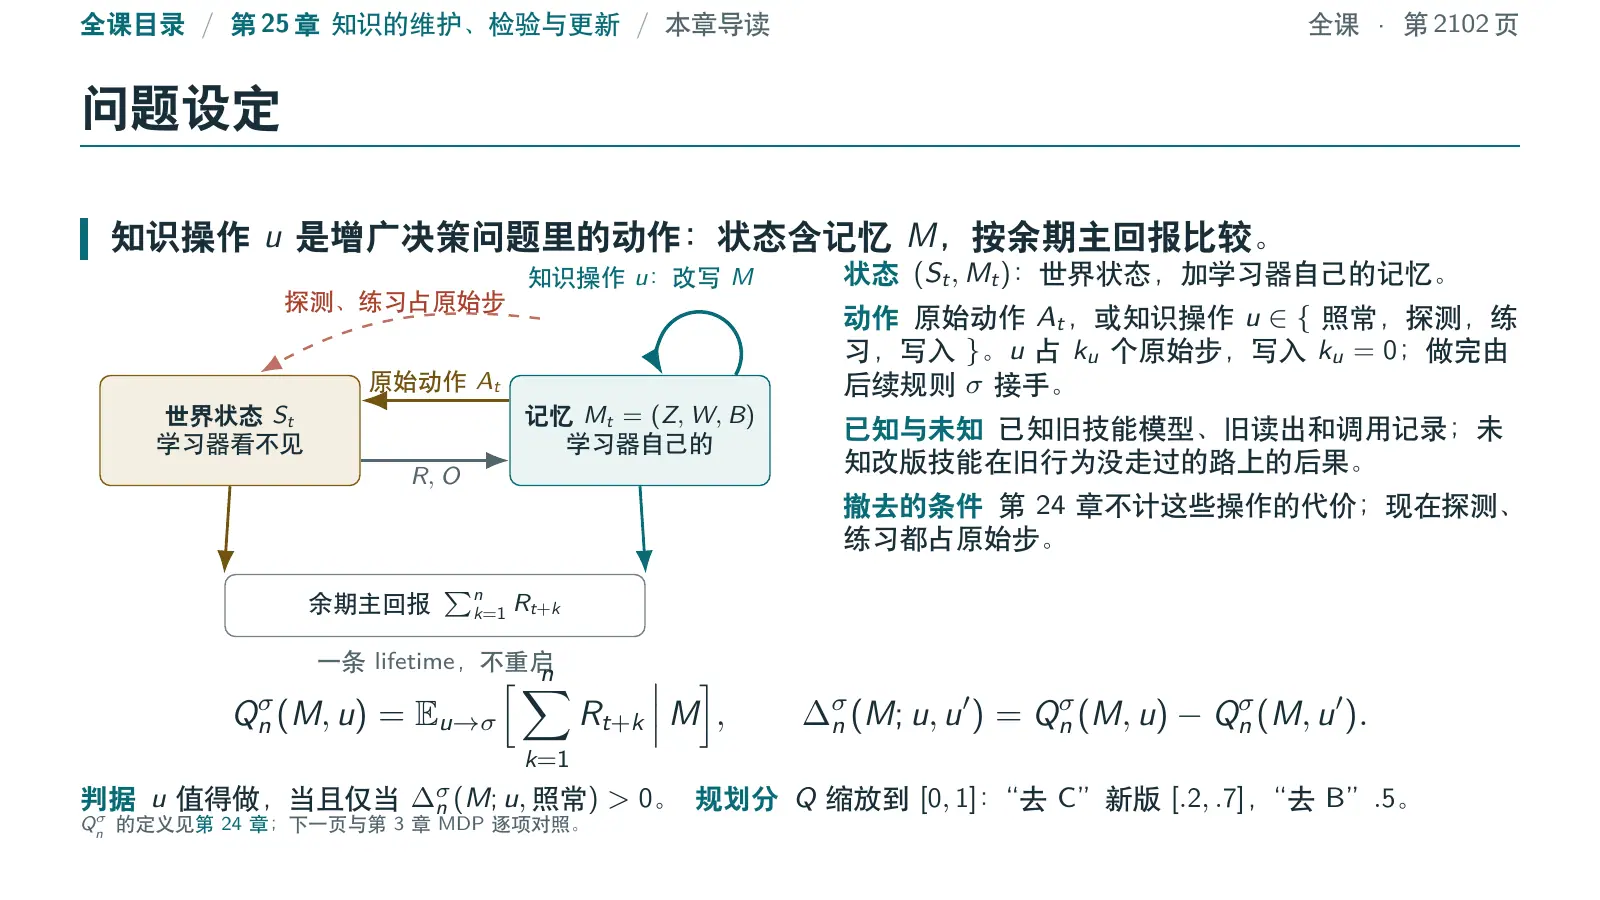 全课目录 / 第 25 章 知识的维护、检验与更新 / 本章导读
全课 · 第 2102 页
问题设定
知识操作 u 是增广决策问题里的动作：状态含记忆 M，按余期主回报比较。
知识操作 u：改写 M
探测、练习占原始步
原始动作 A_t
世界状态 S_t
学习器看不见
记忆 M_t = (Z, W, B)
学习器自己的
R, O
余期主回报 ∑_{k=1}^{n} R_{t+k}
一条 lifetime，不重启
状态 (S_t, M_t)：世界状态，加学习器自己的记忆。
动作 原始动作 A_t，或知识操作 u ∈ { 照常，探测，练
习，写入 }。u 占 k_u 个原始步，写入 k_u = 0；做完由
后续规则 σ 接手。
已知与未知 已知旧技能模型、旧读出和调用记录；未
知改版技能在旧行为没走过的路上的后果。
撤去的条件 第 24 章不计这些操作的代价；现在探测、
练习都占原始步。
Q_n^σ(M, u) = 𝔼_{u→σ}[∑_{k=1}^{n} R_{t+k} | M], Δ_n^σ(M; u, u′) = Q_n^σ(M, u) − Q_n^σ(M, u′).
判据 u 值得做，当且仅当 Δ_n^σ(M; u, 照常) > 0。 规划分 Q 缩放到 [0, 1]：“去 C” 新版 [.2, .7]，“去 B” .5。
Q_n^σ 的定义见第 24 章；下一页与第 3 章 MDP 逐项对照。